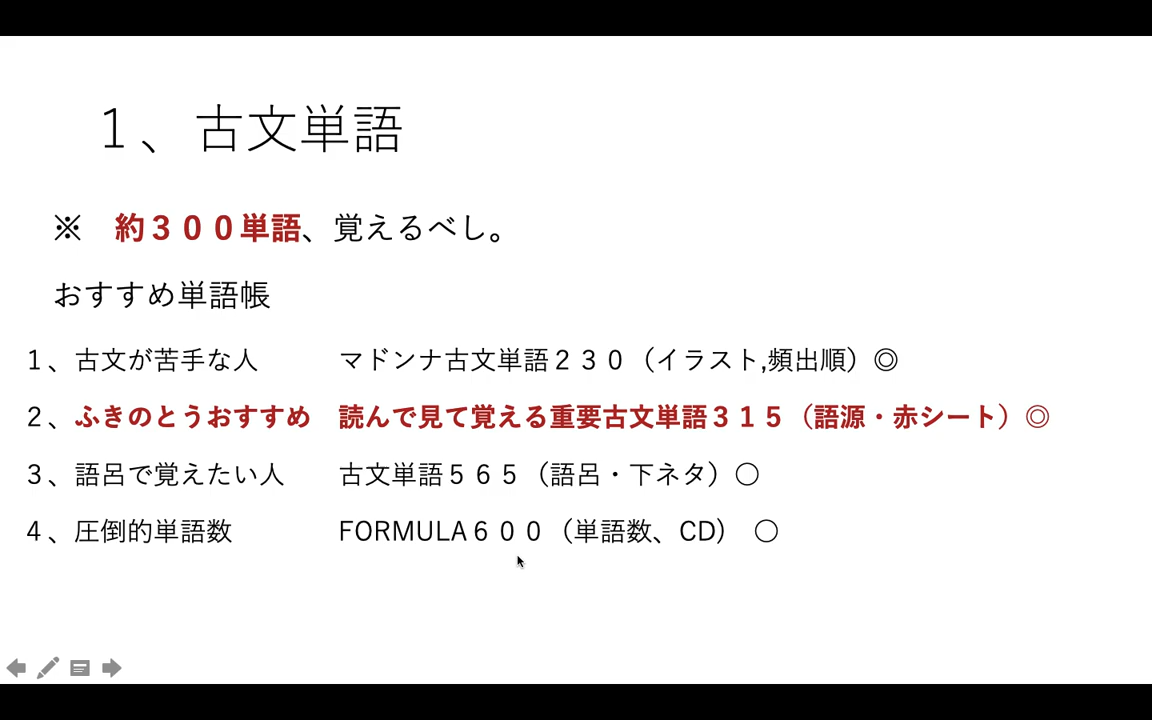 １、古文単語
※　約３００単語、覚えるべし。
おすすめ単語帳
１、古文が苦手な人　　　マドンナ古文単語２３０（イラスト,頻出順）◎
２、ふきのとうおすすめ　読んで見て覚える重要古文単語３１５（語源・赤シート）◎
３、語呂で覚えたい人　　古文単語５６５（語呂・下ネタ）〇
４、圧倒的単語数　　　　FORMULA６００（単語数、CD）　〇